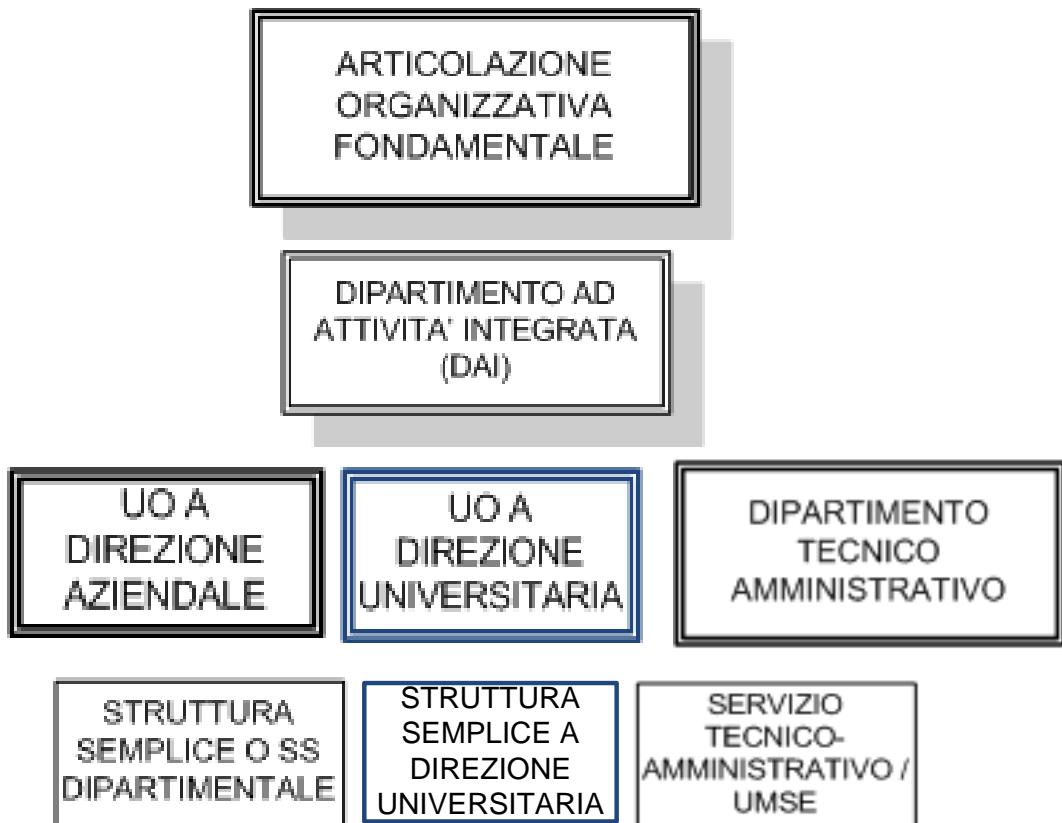 ARTICOLAZIONE
ORGANIZZATIVA
FONDAMENTALE
DIPARTIMENTO AD
ATTIVITA' INTEGRATA
(DAI)
UO A
DIREZIONE
AZIENDALE
UO A
DIREZIONE
UNIVERSITARIA
DIPARTIMENTO
TECNICO
AMMINISTRATIVO
STRUTTURA
SEMPLICE O SS
DIPARTIMENTALE
STRUTTURA
SEMPLICE A
DIREZIONE
UNIVERSITARIA
SERVIZIO
TECNICO-
AMMINISTRATIVO /
UMSE